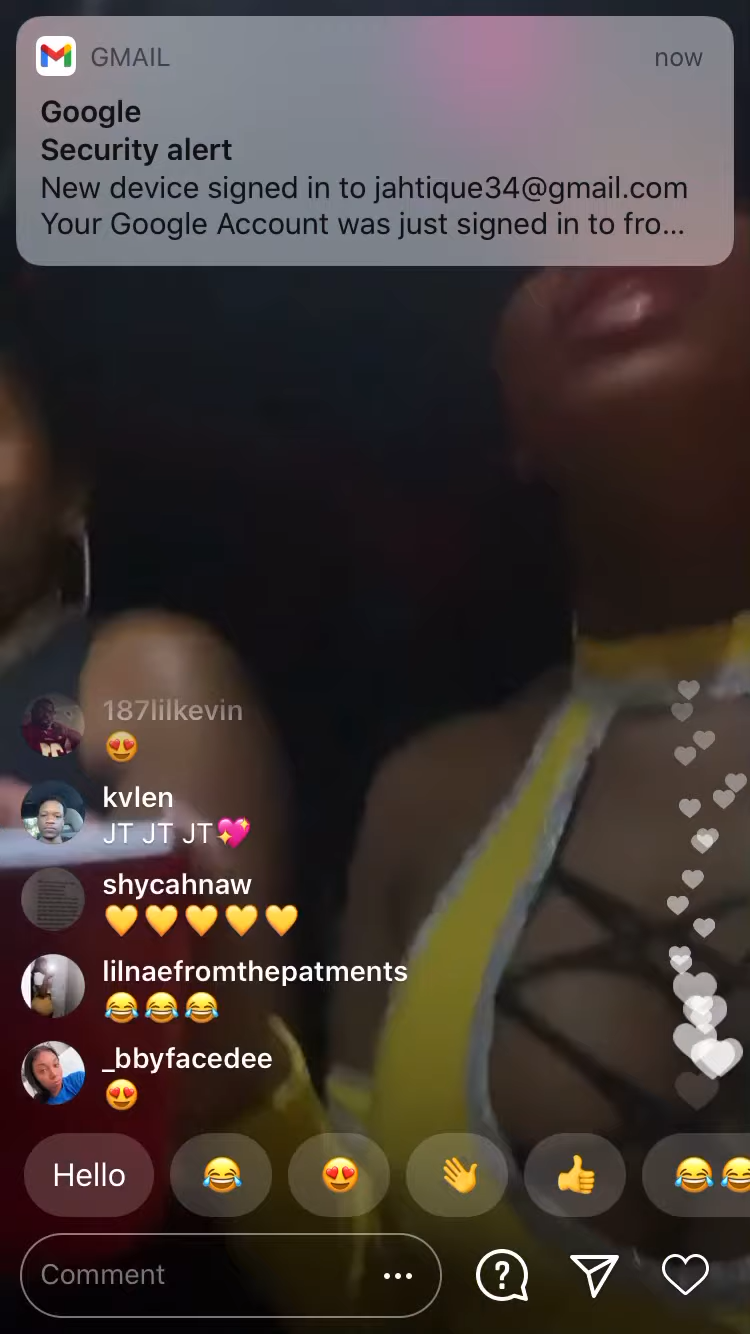 GMAIL
now
Google
Security alert
New device signed in to jahtique34@gmail.com
Your Google Account was just signed in to fro...
187lilkevin
😍
kvlen
JT JT JT💖
shycahnaw
💛💛💛💛💛
lilnaefromthepatments
😂😂😂
_bbyfacedee
😍
Hello 😂 😍 👋 👍 😂😂
Comment